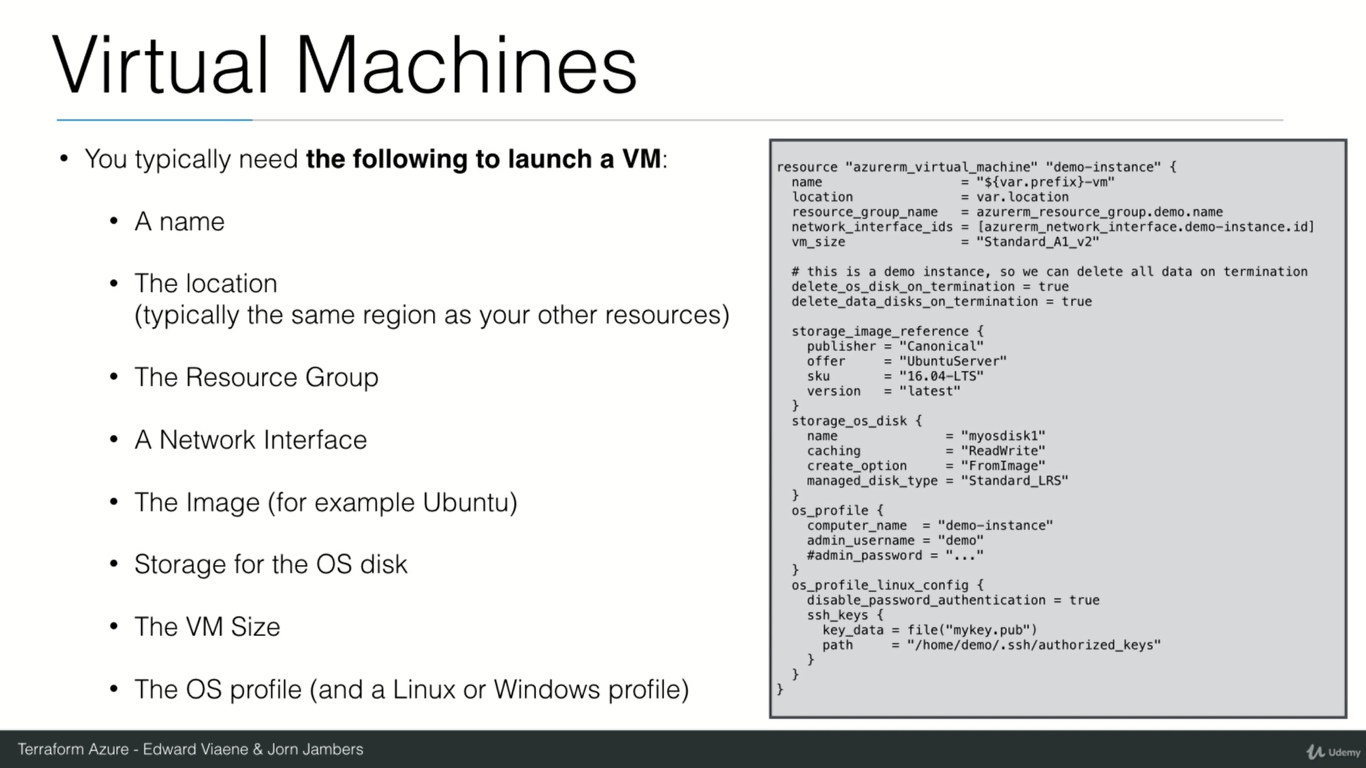 Virtual Machines
• You typically need the following to launch a VM:
• A name
• The location
(typically the same region as your other resources)
• The Resource Group
• A Network Interface
• The Image (for example Ubuntu)
• Storage for the OS disk
• The VM Size
• The OS profile (and a Linux or Windows profile)
resource "azurerm_virtual_machine" "demo-instance" {
  name                  = "${var.prefix}-vm"
  location              = var.location
  resource_group_name   = azurerm_resource_group.demo.name
  network_interface_ids = [azurerm_network_interface.demo-instance.id]
  vm_size               = "Standard_A1_v2"

  # this is a demo instance, so we can delete all data on termination
  delete_os_disk_on_termination = true
  delete_data_disks_on_termination = true

  storage_image_reference {
    publisher = "Canonical"
    offer     = "UbuntuServer"
    sku       = "16.04-LTS"
    version   = "latest"
  }
  storage_os_disk {
    name              = "myosdisk1"
    caching           = "ReadWrite"
    create_option     = "FromImage"
    managed_disk_type = "Standard_LRS"
  }
  os_profile {
    computer_name  = "demo-instance"
    admin_username = "demo"
    #admin_password = "..."
  }
  os_profile_linux_config {
    disable_password_authentication = true
    ssh_keys {
      key_data = file("mykey.pub")
      path     = "/home/demo/.ssh/authorized_keys"
    }
  }
}
Terraform Azure - Edward Viaene & Jorn Jambers
Udemy